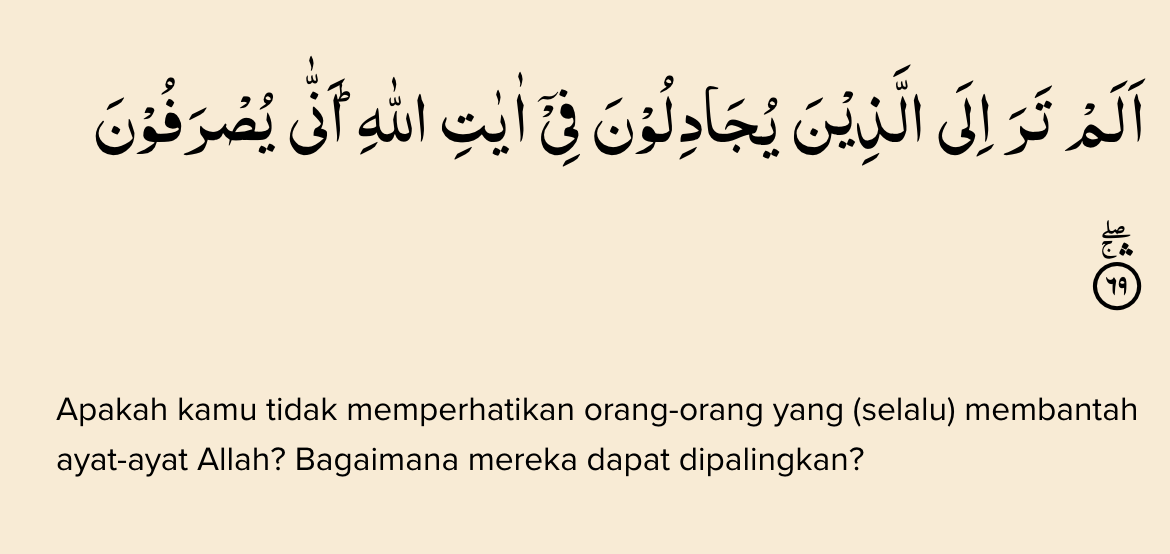 اَلَمْ تَرَ اِلَى الَّذِيْنَ يُجَادِلُوْنَ فِيْٓ اٰيٰتِ اللّٰهِ ۗاَنّٰى يُصْرَفُوْنَ
ۛۚ ۖ ٦٩
Apakah kamu tidak memperhatikan orang-orang yang (selalu) membantah
ayat-ayat Allah? Bagaimana mereka dapat dipalingkan?